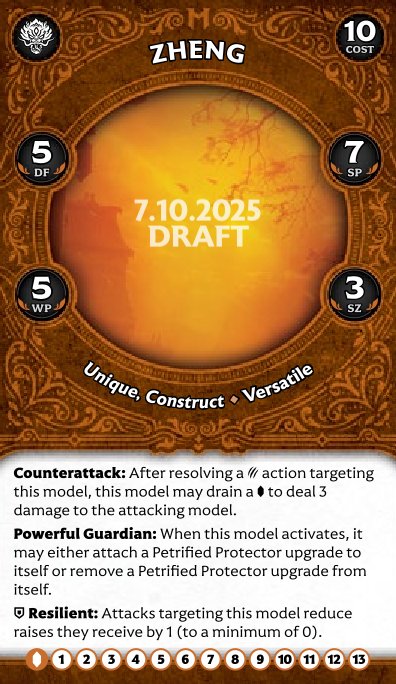 ZHENG
10
COST
5
DF
7
SP
7.10.2025
DRAFT
5
WP
3
SZ
Unique, Construct ◆ Versatile
Counterattack: After resolving a action targeting
this model, this model may drain a to deal 3
damage to the attacking model.
Powerful Guardian: When this model activates, it
may either attach a Petrified Protector upgrade to
itself or remove a Petrified Protector upgrade from
itself.
Resilient: Attacks targeting this model reduce
raises they receive by 1 (to a minimum of 0).
1 2 3 4 5 6 7 8 9 10 11 12 13